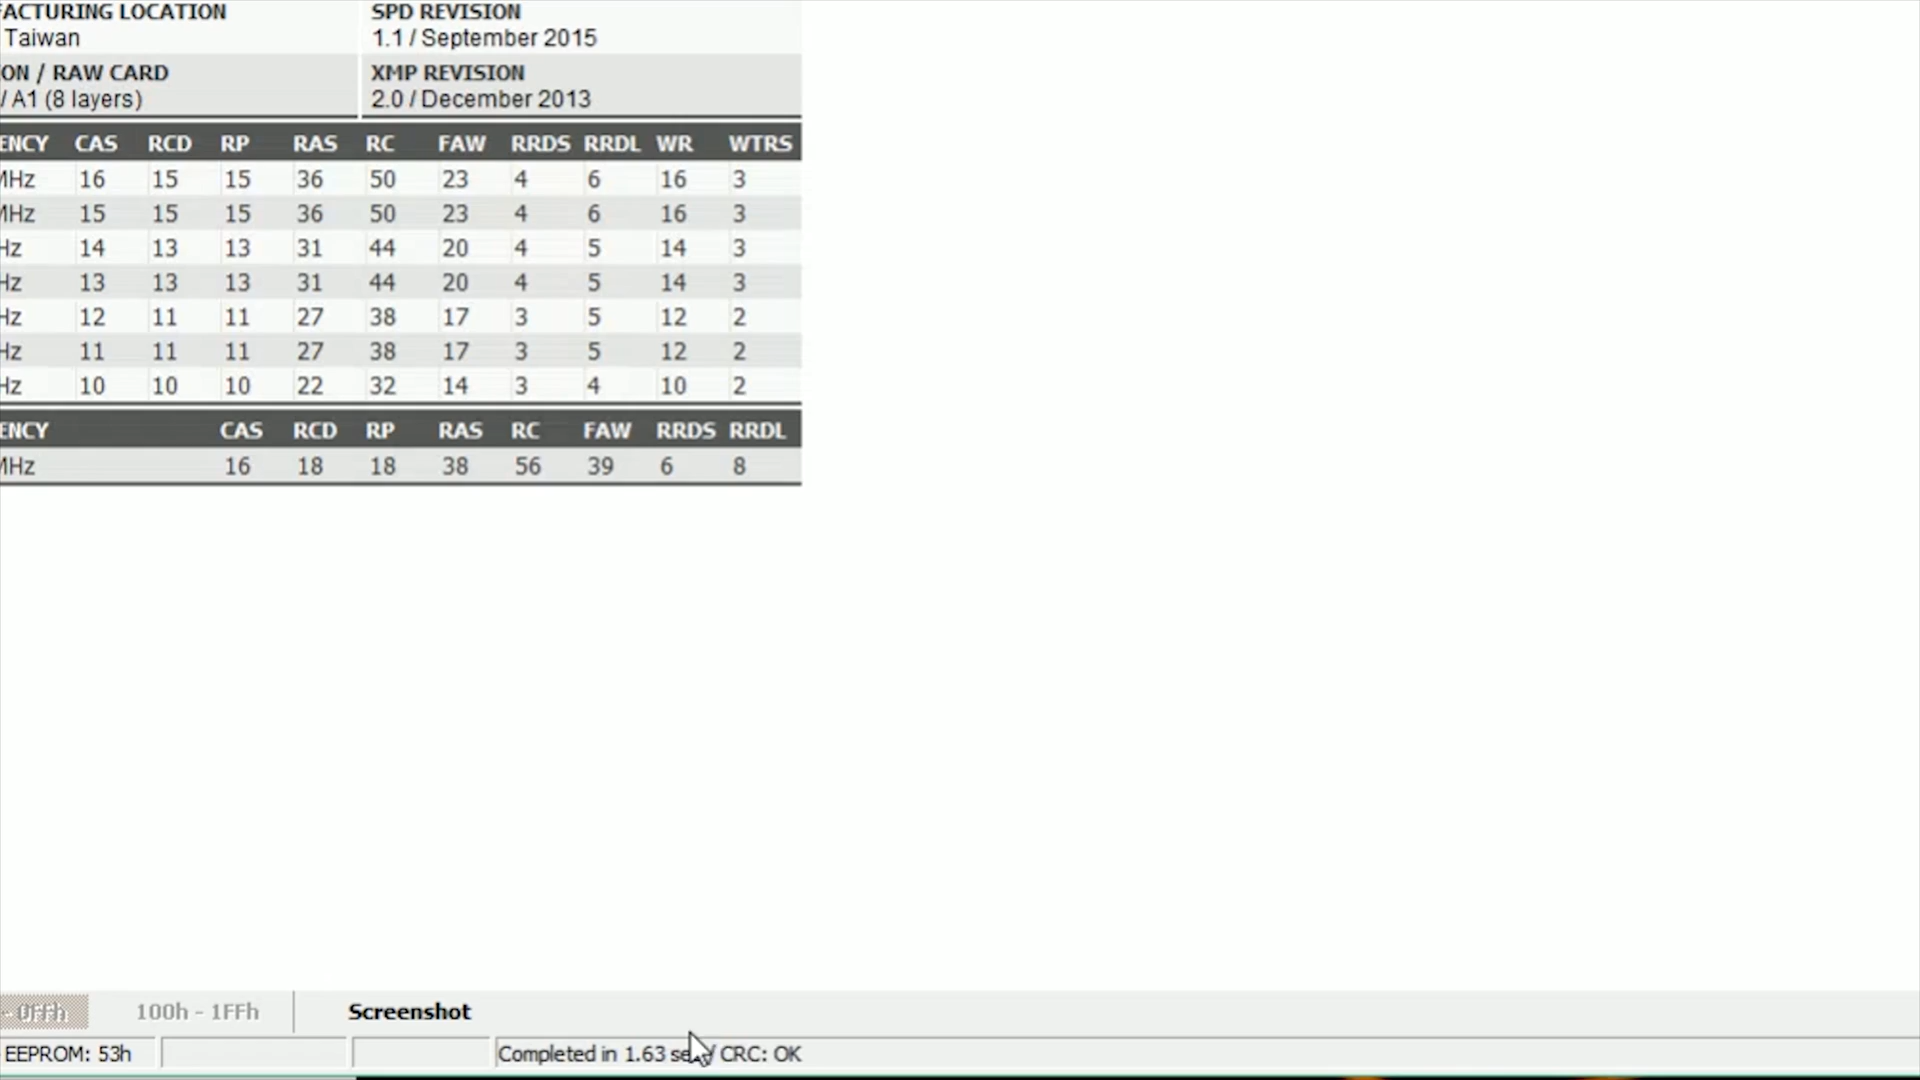 FACTURING LOCATION SPD REVISION
Taiwan 1.1 / September 2015
ON / RAW CARD XMP REVISION
/ A1 (8 layers) 2.0 / December 2013
ENCY CAS RCD RP RAS RC FAW RRDS RRDL WR WTRS
MHz 16 15 15 36 50 23 4 6 16 3
MHz 15 15 15 36 50 23 4 6 16 3
Hz 14 13 13 31 44 20 4 5 14 3
Hz 13 13 13 31 44 20 4 5 14 3
Hz 12 11 11 27 38 17 3 5 12 2
Hz 11 11 11 27 38 17 3 5 12 2
Hz 10 10 10 22 32 14 3 4 10 2
ENCY CAS RCD RP RAS RC FAW RRDS RRDL
MHz 16 18 18 38 56 39 6 8
- 0FFh 100h - 1FFh Screenshot
EEPROM: 53h Completed in 1.63 se / CRC: OK